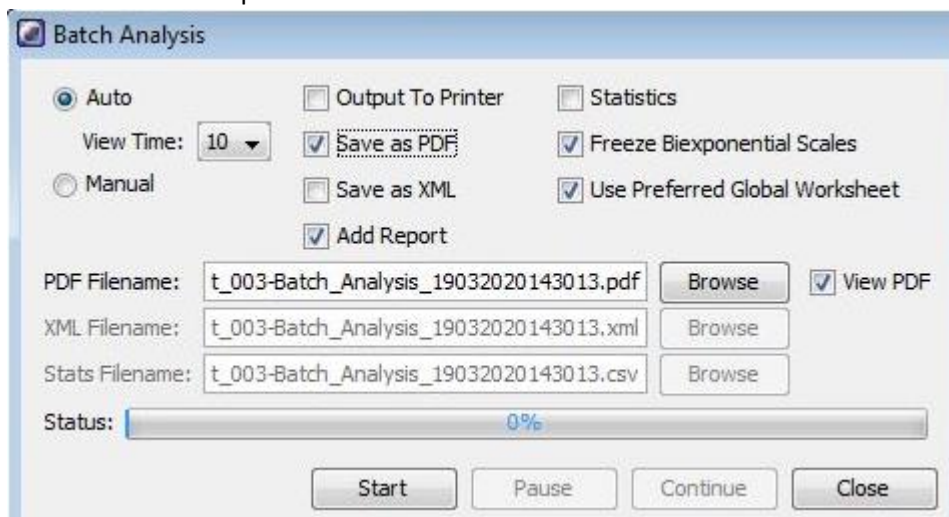 Batch Analysis
Auto
Output To Printer
Statistics
View Time: 10
Save as PDF
Freeze Biexponential Scales
Manual
Save as XML
Use Preferred Global Worksheet
Add Report
PDF Filename: t_003-Batch_Analysis_19032020143013.pdf Browse View PDF
XML Filename: t_003-Batch_Analysis_19032020143013.xml Browse
Stats Filename: t_003-Batch_Analysis_19032020143013.csv Browse
Status: 0%
Start Pause Continue Close